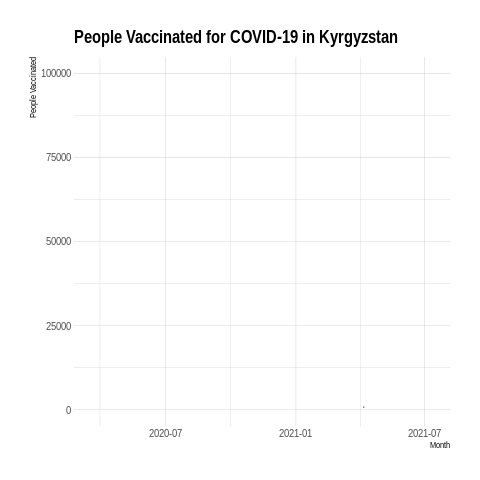 People Vaccinated for COVID-19 in Kyrgyzstan
People Vaccinated
100000
75000
50000
25000
0
2020-07
2021-01
2021-07
Month